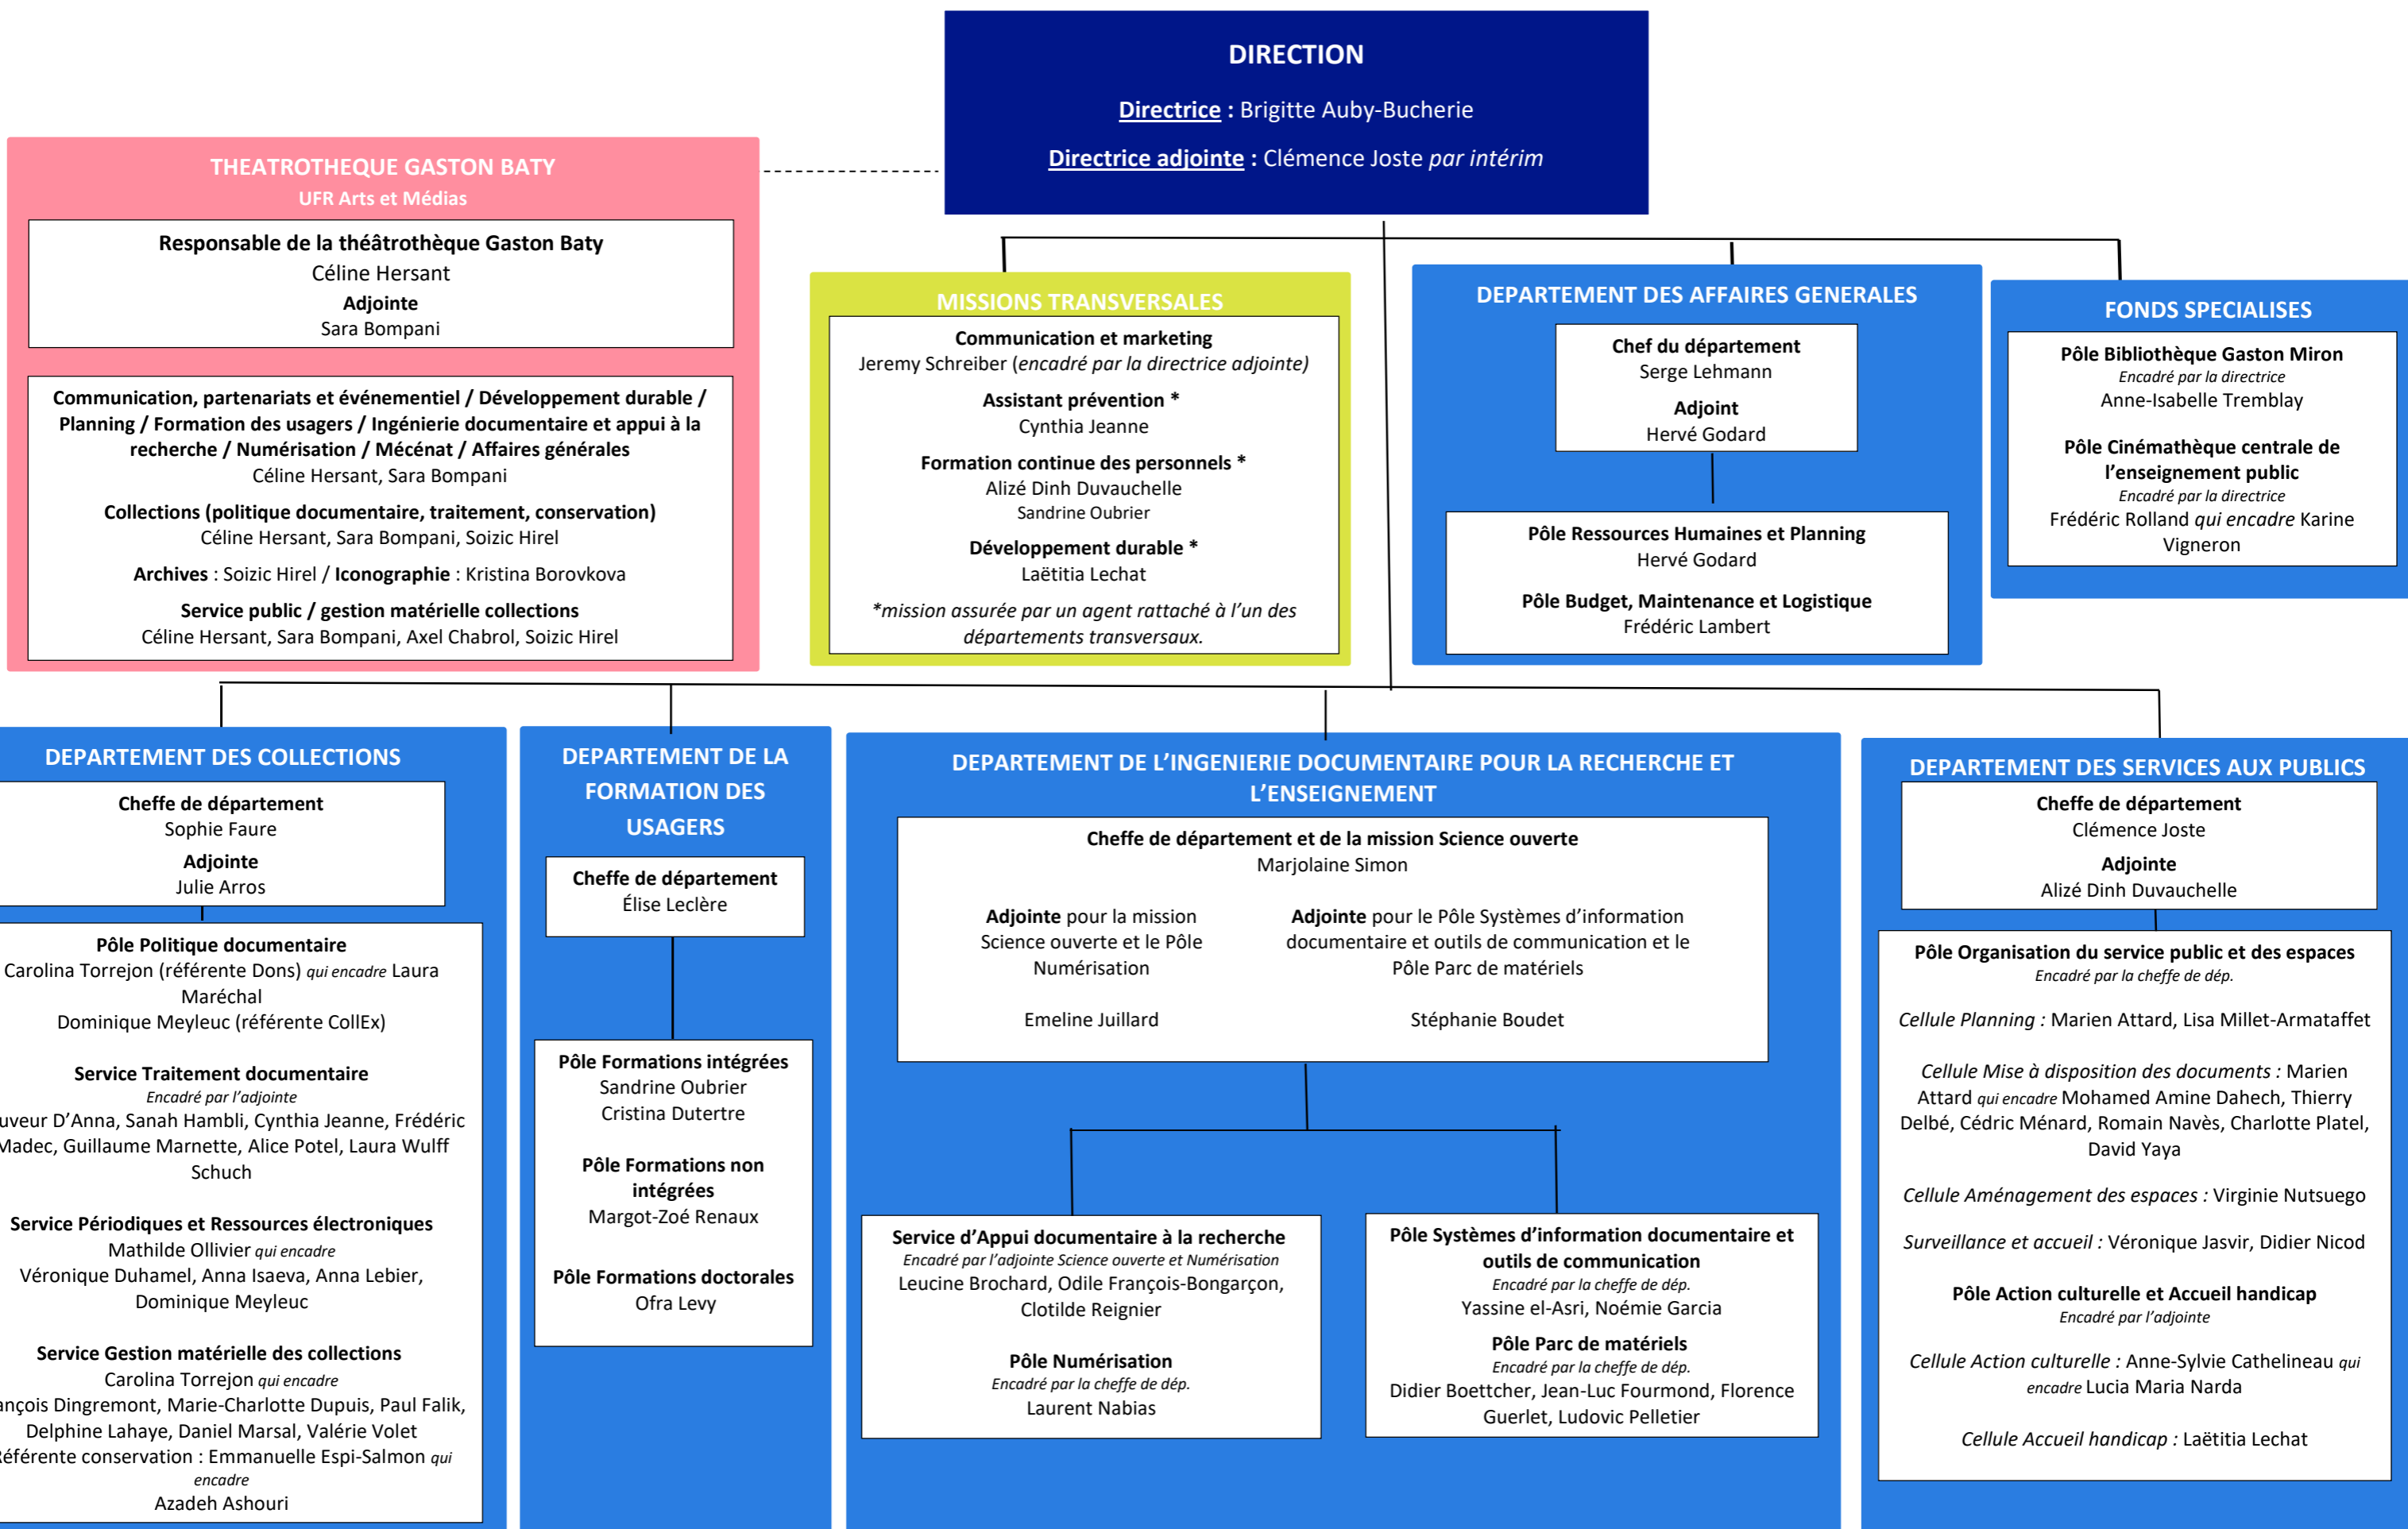 DIRECTION
Directrice : Brigitte Auby-Bucherie
Directrice adjointe : Clémence Joste par intérim
THEATROTHEQUE GASTON BATY
UFR Arts et Médias
Responsable de la théâtrothèque Gaston Baty
Céline Hersant
Adjointe
Sara Bompani
Communication, partenariats et événementiel / Développement durable /
Planning / Formation des usagers / Ingénierie documentaire et appui à la
recherche / Numérisation / Mécénat / Affaires générales
Céline Hersant, Sara Bompani
Collections (politique documentaire, traitement, conservation)
Céline Hersant, Sara Bompani, Soizic Hirel
Archives : Soizic Hirel / Iconographie : Kristina Borovkova
Service public / gestion matérielle collections
Céline Hersant, Sara Bompani, Axel Chabrol, Soizic Hirel
MISSIONS TRANSVERSALES
Communication et marketing
Jeremy Schreiber (encadré par la directrice adjointe)
Assistant prévention *
Cynthia Jeanne
Formation continue des personnels *
Alizé Dinh Duvauchelle
Sandrine Oubrier
Développement durable *
Laëtitia Lechat
*mission assurée par un agent rattaché à l'un des
départements transversaux.
DEPARTEMENT DES AFFAIRES GENERALES
Chef du département
Serge Lehmann
Adjoint
Hervé Godard
Pôle Ressources Humaines et Planning
Hervé Godard
Pôle Budget, Maintenance et Logistique
Frédéric Lambert
FONDS SPECIALISES
Pôle Bibliothèque Gaston Miron
Encadré par la directrice
Anne-Isabelle Tremblay
Pôle Cinémathèque centrale de
l'enseignement public
Encadré par la directrice
Frédéric Rolland qui encadre Karine
Vigneron
DEPARTEMENT DES COLLECTIONS
Cheffe de département
Sophie Faure
Adjointe
Julie Arros
Pôle Politique documentaire
Carolina Torrejon (référente Dons) qui encadre Laura
Maréchal
Dominique Meyleuc (référente CollEx)
Service Traitement documentaire
Encadré par l'adjointe
uveur D'Anna, Sanah Hambli, Cynthia Jeanne, Frédéric
Madec, Guillaume Marnette, Alice Potel, Laura Wulff
Schuch
Service Périodiques et Ressources électroniques
Mathilde Ollivier qui encadre
Véronique Duhamel, Anna Isaeva, Anna Lebier,
Dominique Meyleuc
Service Gestion matérielle des collections
Carolina Torrejon qui encadre
ançois Dingremont, Marie-Charlotte Dupuis, Paul Falik,
Delphine Lahaye, Daniel Marsal, Valérie Volet
Référente conservation : Emmanuelle Espi-Salmon qui
encadre
Azadeh Ashouri
DEPARTEMENT DE LA
FORMATION DES
USAGERS
Cheffe de département
Élise Leclère
Pôle Formations intégrées
Sandrine Oubrier
Cristina Dutertre
Pôle Formations non
intégrées
Margot-Zoé Renaux
Pôle Formations doctorales
Ofra Levy
DEPARTEMENT DE L'INGENIERIE DOCUMENTAIRE POUR LA RECHERCHE ET
L'ENSEIGNEMENT
Cheffe de département et de la mission Science ouverte
Marjolaine Simon
Adjointe pour la mission
Science ouverte et le Pôle
Numérisation
Emeline Juillard
Adjointe pour le Pôle Systèmes d'information
documentaire et outils de communication et le
Pôle Parc de matériels
Stéphanie Boudet
Service d'Appui documentaire à la recherche
Encadré par l'adjointe Science ouverte et Numérisation
Leucine Brochard, Odile François-Bongarçon,
Clotilde Reignier
Pôle Numérisation
Encadré par la cheffe de dép.
Laurent Nabias
Pôle Systèmes d'information documentaire et
outils de communication
Encadré par la cheffe de dép.
Yassine el-Asri, Noémie Garcia
Pôle Parc de matériels
Encadré par la cheffe de dép.
Didier Boettcher, Jean-Luc Fourmond, Florence
Guerlet, Ludovic Pelletier
DEPARTEMENT DES SERVICES AUX PUBLICS
Cheffe de département
Clémence Joste
Adjointe
Alizé Dinh Duvauchelle
Pôle Organisation du service public et des espaces
Encadré par la cheffe de dép.
Cellule Planning : Marien Attard, Lisa Millet-Armataffet
Cellule Mise à disposition des documents : Marien
Attard qui encadre Mohamed Amine Dahech, Thierry
Delbé, Cédric Ménard, Romain Navès, Charlotte Platel,
David Yaya
Cellule Aménagement des espaces : Virginie Nutsuego
Surveillance et accueil : Véronique Jasvir, Didier Nicod
Pôle Action culturelle et Accueil handicap
Encadré par l'adjointe
Cellule Action culturelle : Anne-Sylvie Cathelineau qui
encadre Lucia Maria Narda
Cellule Accueil handicap : Laëtitia Lechat